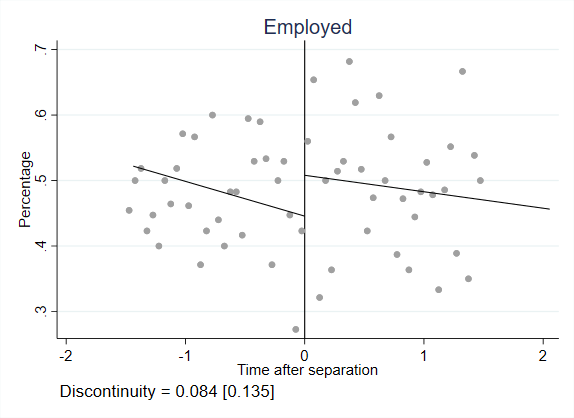 Employed
Percentage
.7
.6
.5
.4
.3
-2 -1 0 1 2
Time after separation
Discontinuity = 0.084 [0.135]